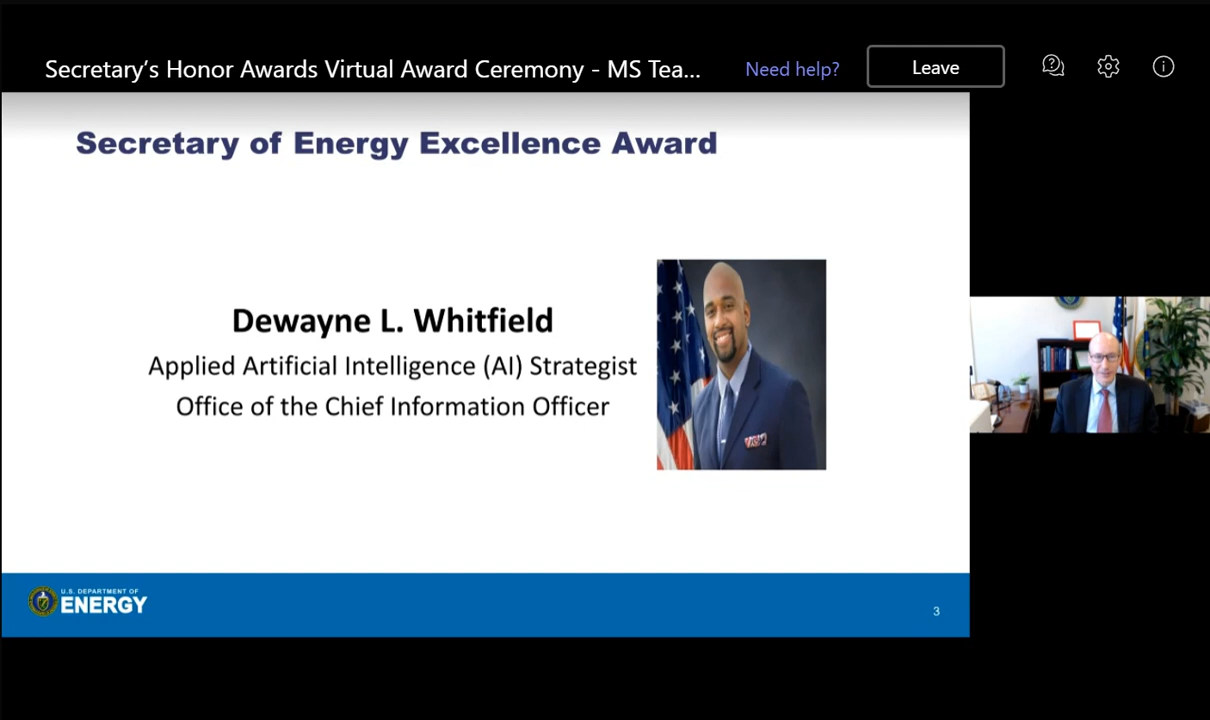 Secretary’s Honor Awards Virtual Award Ceremony - MS Tea...
Need help?
Leave
Secretary of Energy Excellence Award
Dewayne L. Whitfield
Applied Artificial Intelligence (AI) Strategist
Office of the Chief Information Officer
U.S. DEPARTMENT OF
ENERGY
3